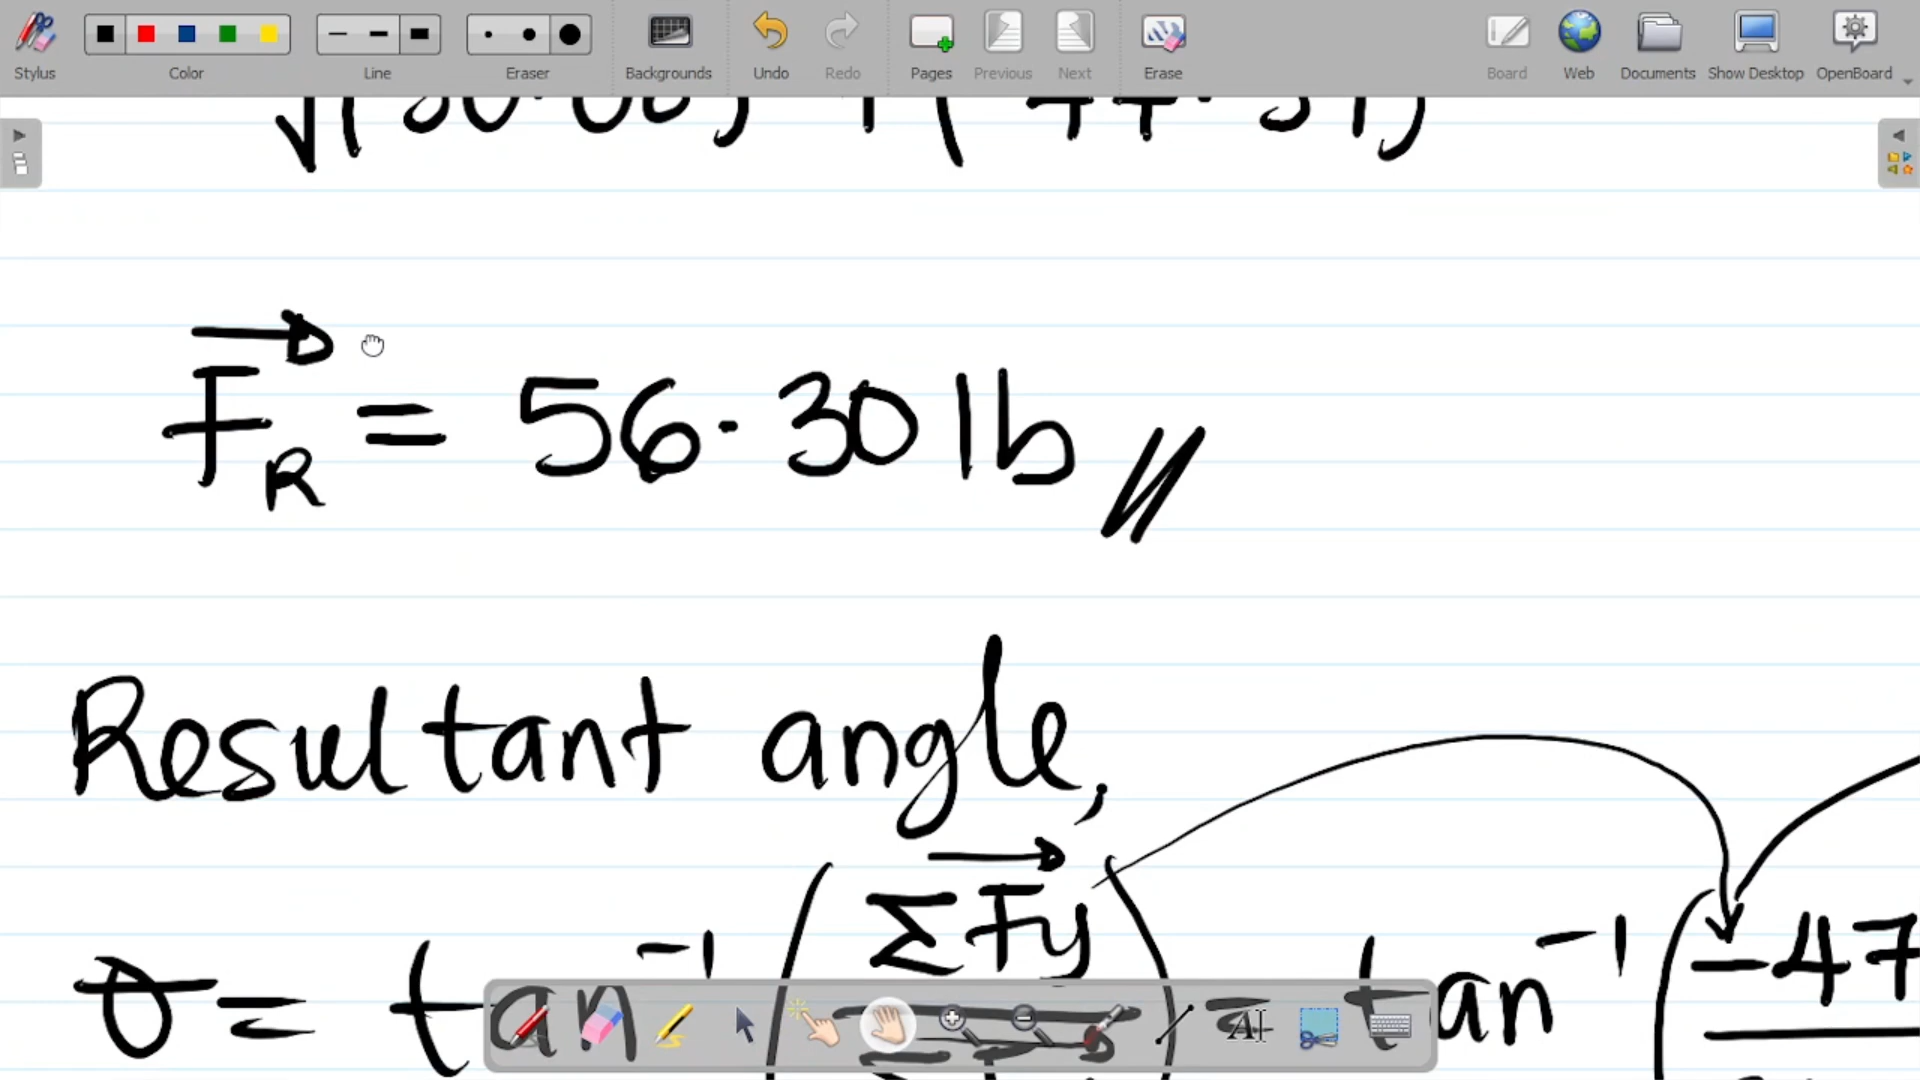 Stylus Color Line Eraser Backgrounds Undo Redo Pages Previous Next Erase Board Web Documents Show Desktop OpenBoard
F_R = 56.30 lb
Resultant angle,
θ = tan⁻¹ (ΣFy = tan⁻¹ (-47